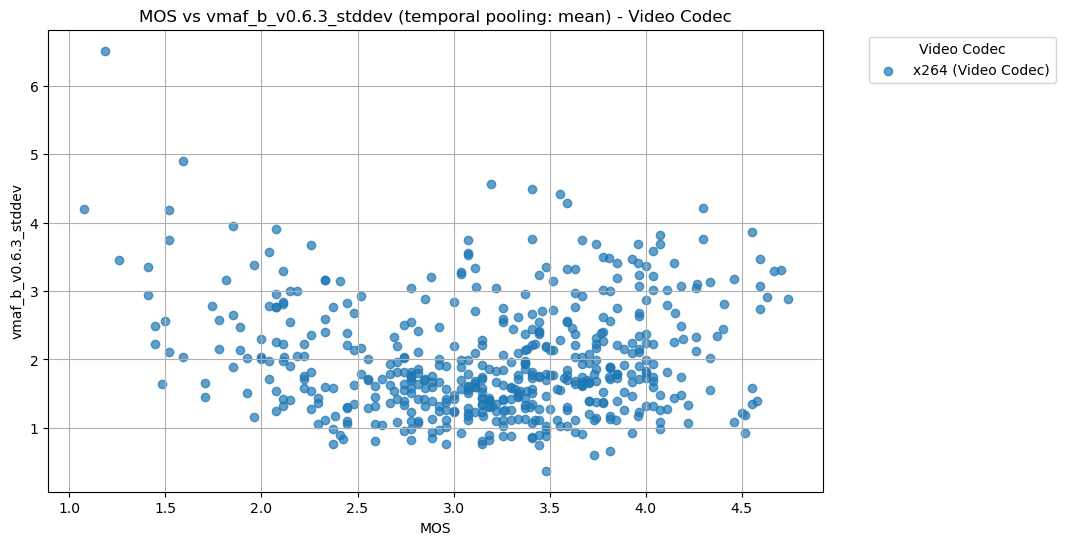 MOS vs vmaf_b_v0.6.3_stddev (temporal pooling: mean) - Video Codec
Video Codec
x264 (Video Codec)
vmaf_b_v0.6.3_stddev
6
5
4
3
2
1
1.0 1.5 2.0 2.5 3.0 3.5 4.0 4.5
MOS